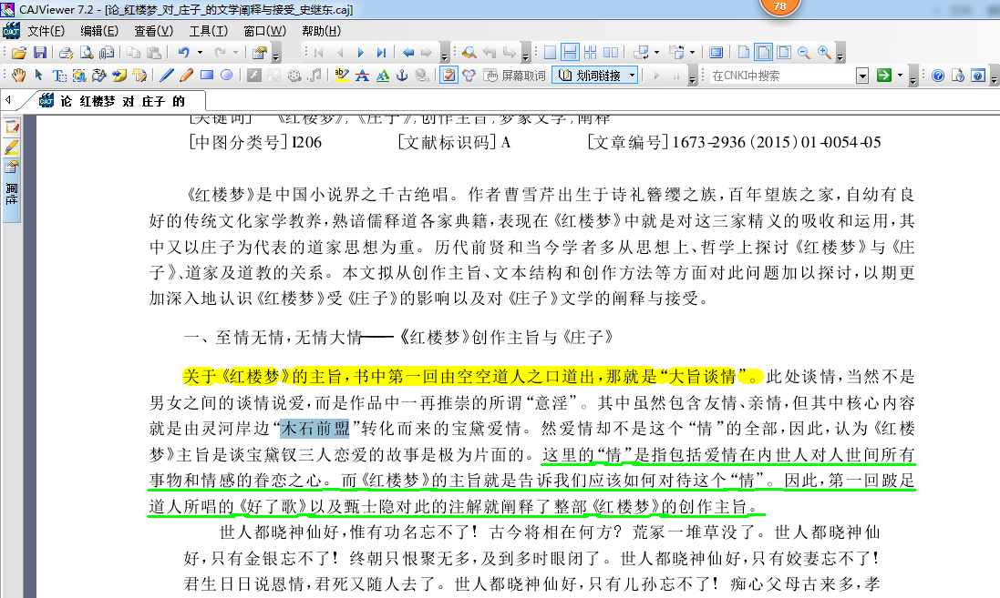 78
CAJViewer 7.2 - [论_红楼梦_对_庄子_的文学阐释与接受_史继东.caj]
文件(F) 编辑(E) 查看(V) 工具(T) 窗口(W) 帮助(H)
屏幕取词 划词链接 在CNKI中搜索
论 红楼梦 对 庄子 的
属性
[关键词] 《红楼梦》;《庄子》;创作主旨;梦象文学;阐释
[中图分类号]I206 [文献标识码]A [文章编号]1673-2936(2015)01-0054-05
《红楼梦》是中国小说界之千古绝唱。作者曹雪芹出生于诗礼簪缨之族,百年望族之家,自幼有良
好的传统文化家学教养,熟谙儒释道各家典籍,表现在《红楼梦》中就是对这三家精义的吸收和运用,其
中又以庄子为代表的道家思想为重。历代前贤和当今学者多从思想上、哲学上探讨《红楼梦》与《庄
子》、道家及道教的关系。本文拟从创作主旨、文本结构和创作方法等方面对此问题加以探讨,以期更
加深入地认识《红楼梦》受《庄子》的影响以及对《庄子》文学的阐释与接受。
一、至情无情,无情大情——《红楼梦》创作主旨与《庄子》
关于《红楼梦》的主旨,书中第一回由空空道人之口道出,那就是“大旨谈情”。此处谈情,当然不是
男女之间的谈情说爱,而是作品中一再推崇的所谓“意淫”。其中虽然包含友情、亲情,但其中核心内容
就是由灵河岸边“木石前盟”转化而来的宝黛爱情。然爱情却不是这个“情”的全部,因此,认为《红楼
梦》主旨是谈宝黛钗三人恋爱的故事是极为片面的。这里的“情”是指包括爱情在内世人对人世间所有
事物和情感的眷恋之心。而《红楼梦》的主旨就是告诉我们应该如何对待这个“情”。因此,第一回跛足
道人所唱的《好了歌》以及甄士隐对此的注解就阐释了整部《红楼梦》的创作主旨。
世人都晓神仙好,惟有功名忘不了!古今将相在何方?荒冢一堆草没了。世人都晓神仙
好,只有金银忘不了!终朝只恨聚无多,及到多时眼闭了。世人都晓神仙好,只有姣妻忘不了!
君生日日说恩情,君死又随人去了。世人都晓神仙好,只有儿孙忘不了!痴心父母古来多,孝